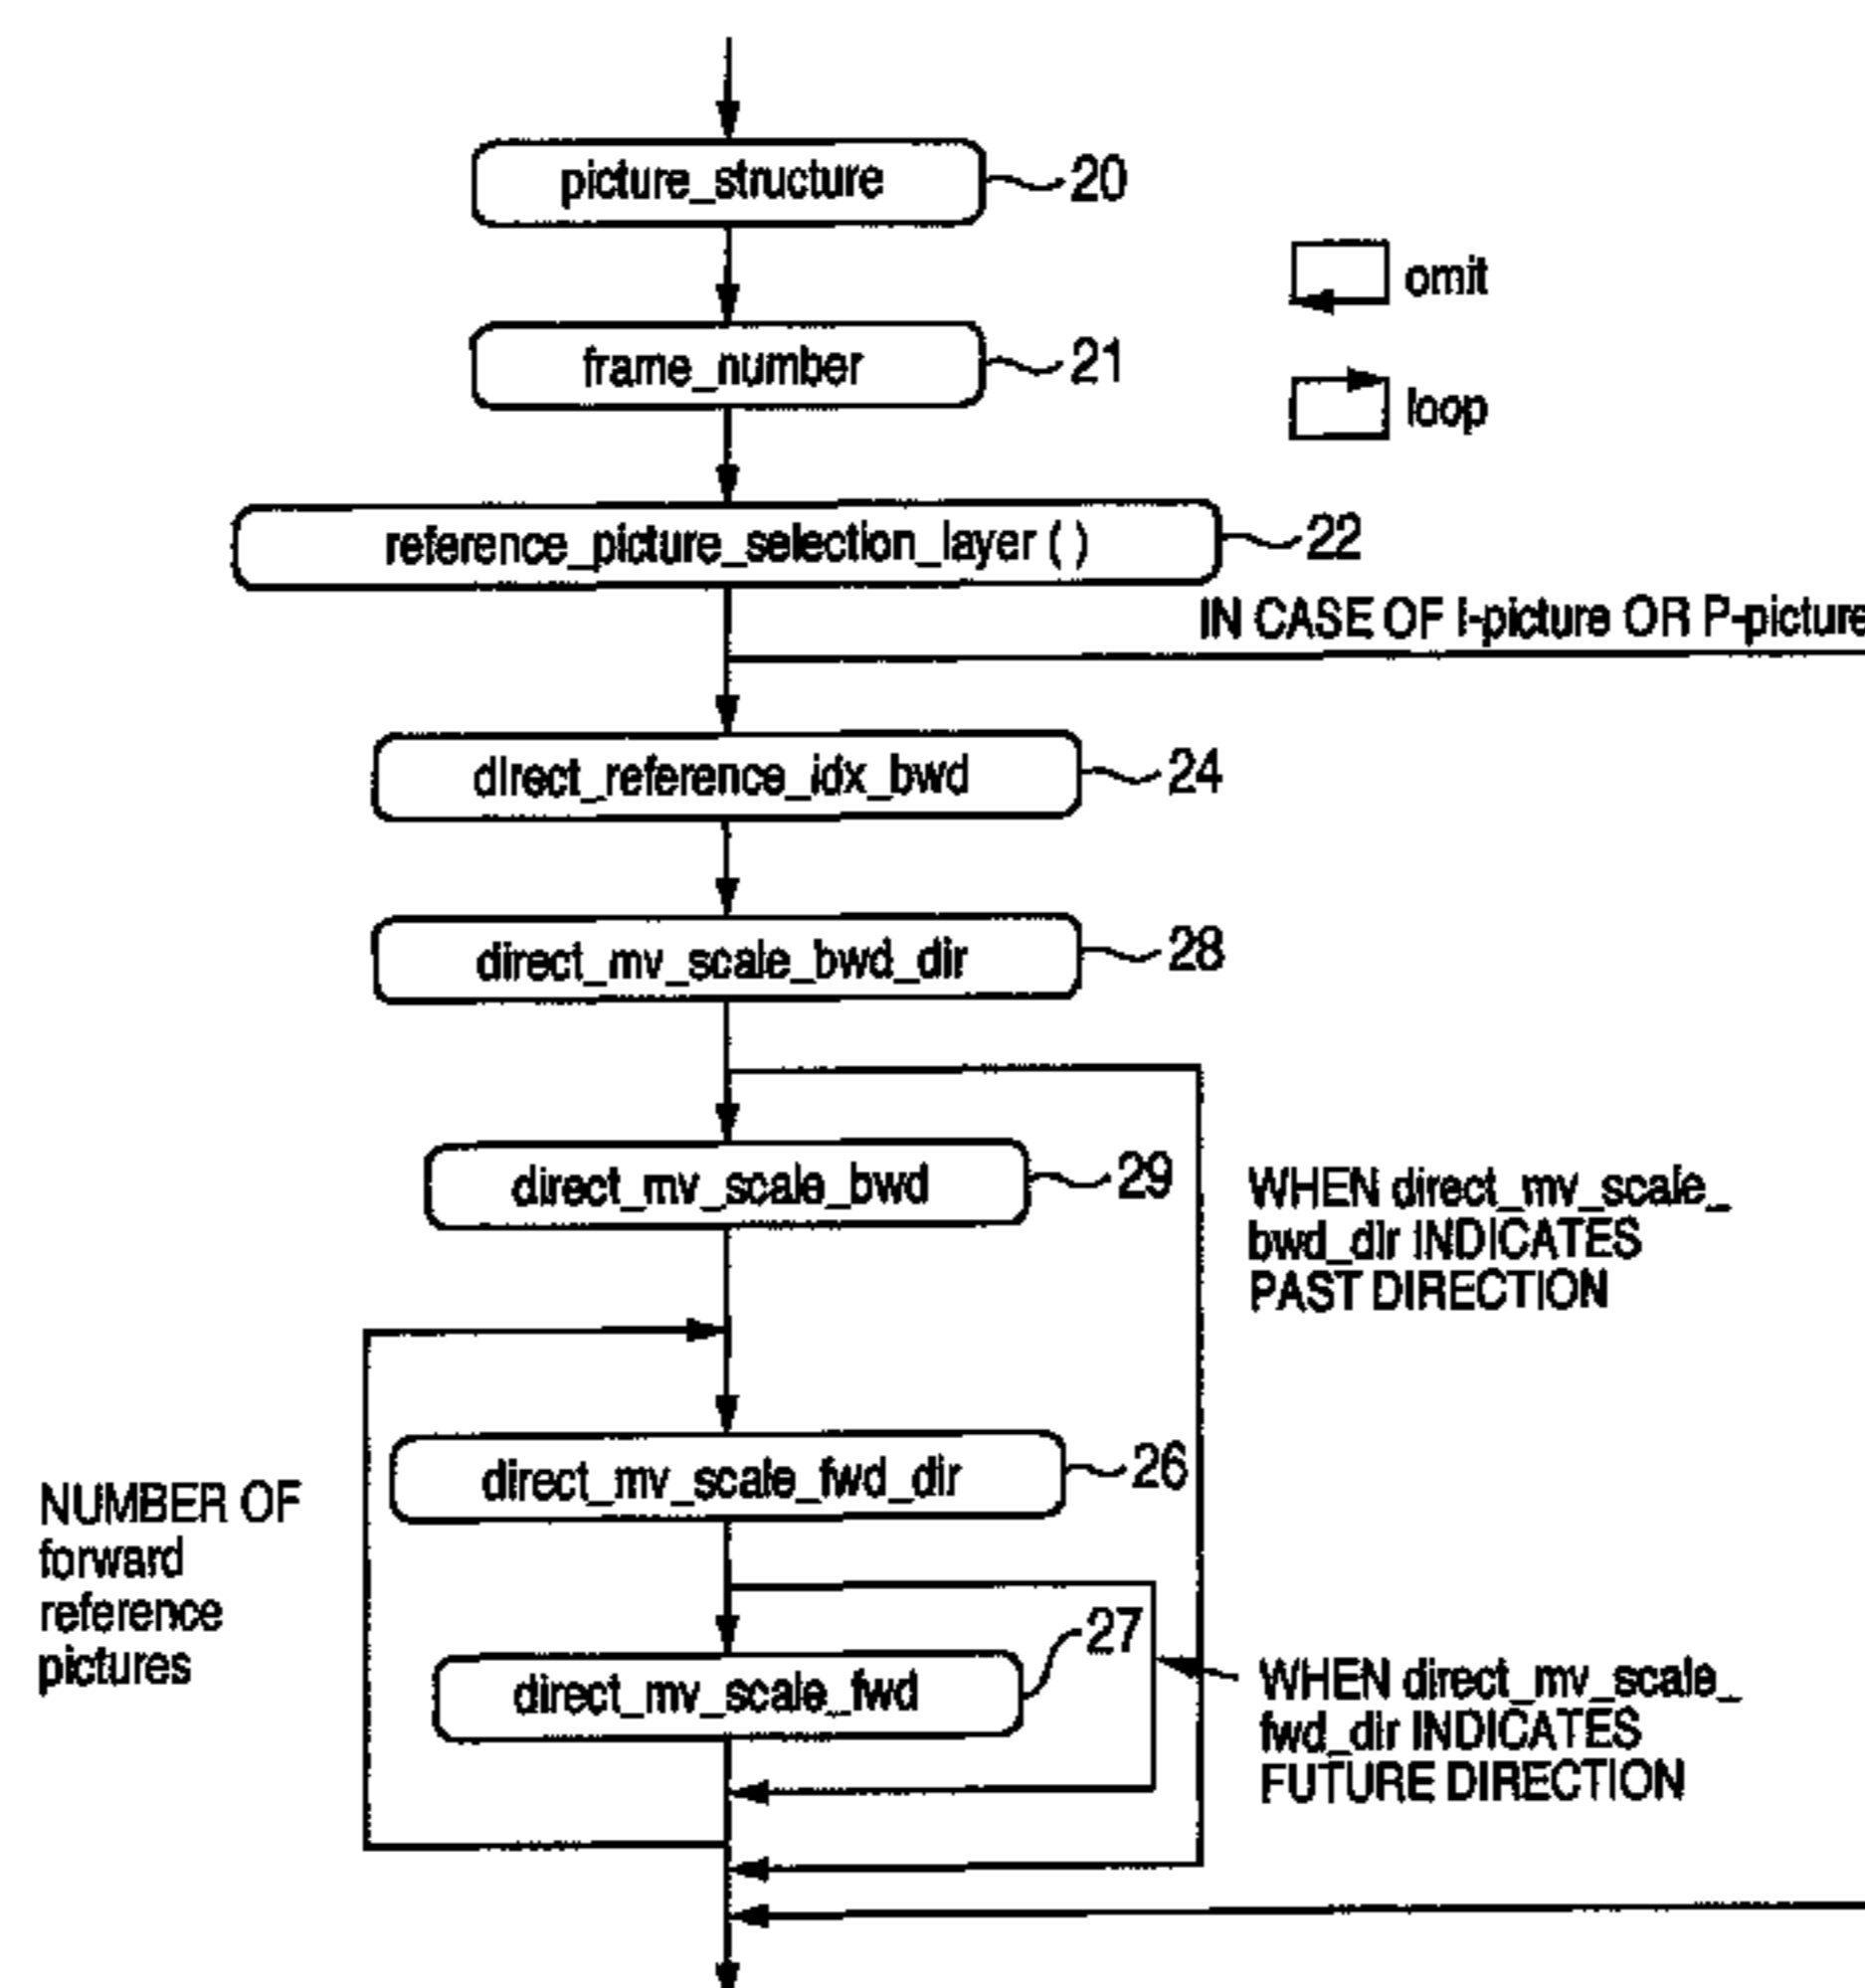 picture_structure
20
frame_number
21
omit
loop
reference_picture_selection_layer ( )
22
IN CASE OF I-picture OR P-picture
direct_reference_idx_bwd
24
direct_mv_scale_bwd_dir
28
direct_mv_scale_bwd
29
WHEN direct_mv_scale_
bwd_dir INDICATES
PAST DIRECTION
direct_mv_scale_fwd_dir
26
NUMBER OF
forward
reference
pictures
direct_mv_scale_fwd
27
WHEN direct_mv_scale_
fwd_dir INDICATES
FUTURE DIRECTION